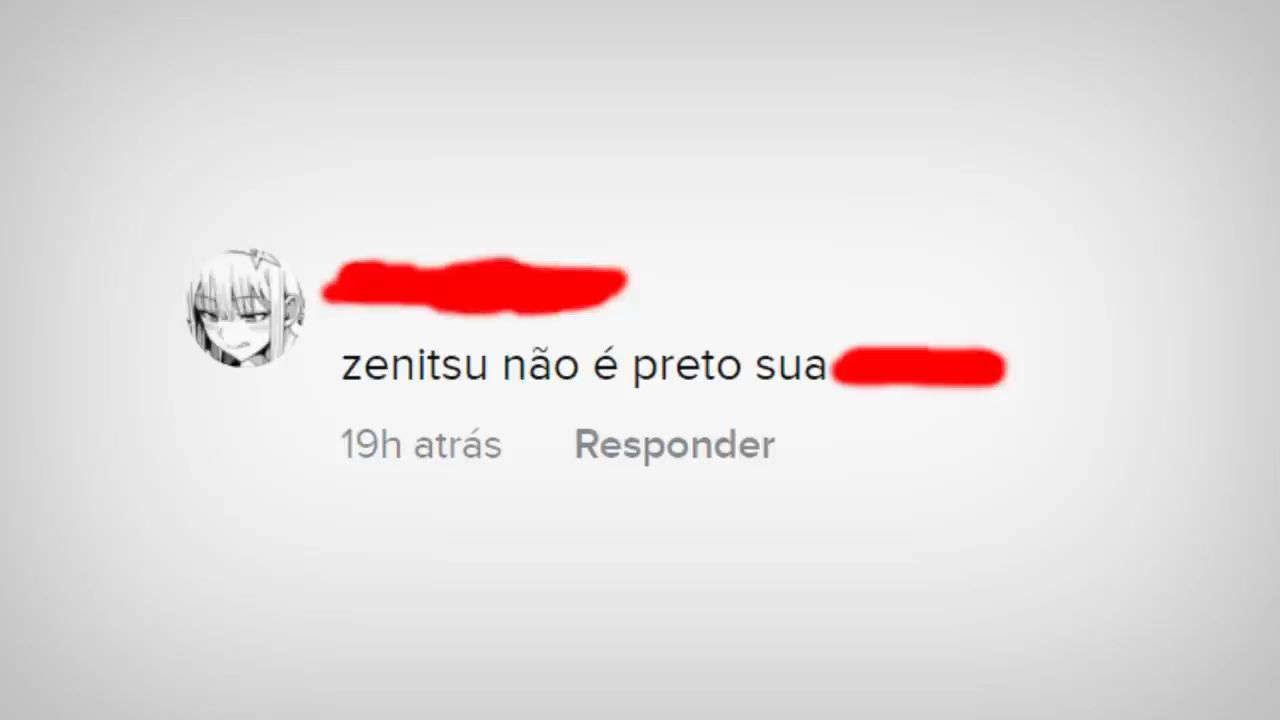 zenitsu não é preto sua
19h atrás Responder